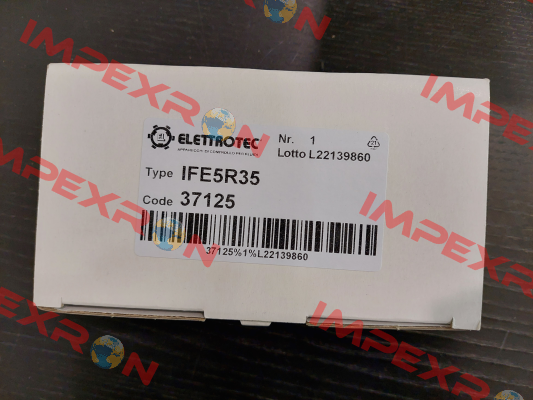 IMPEXRON
IMPEXRON
ELETTROTEC
Nr. 1
Lotto L22139860
Type IFE5R35
Code 37125
37125%1%L22139860
IMPEXRON
IMPEXRON
IMPEXRON